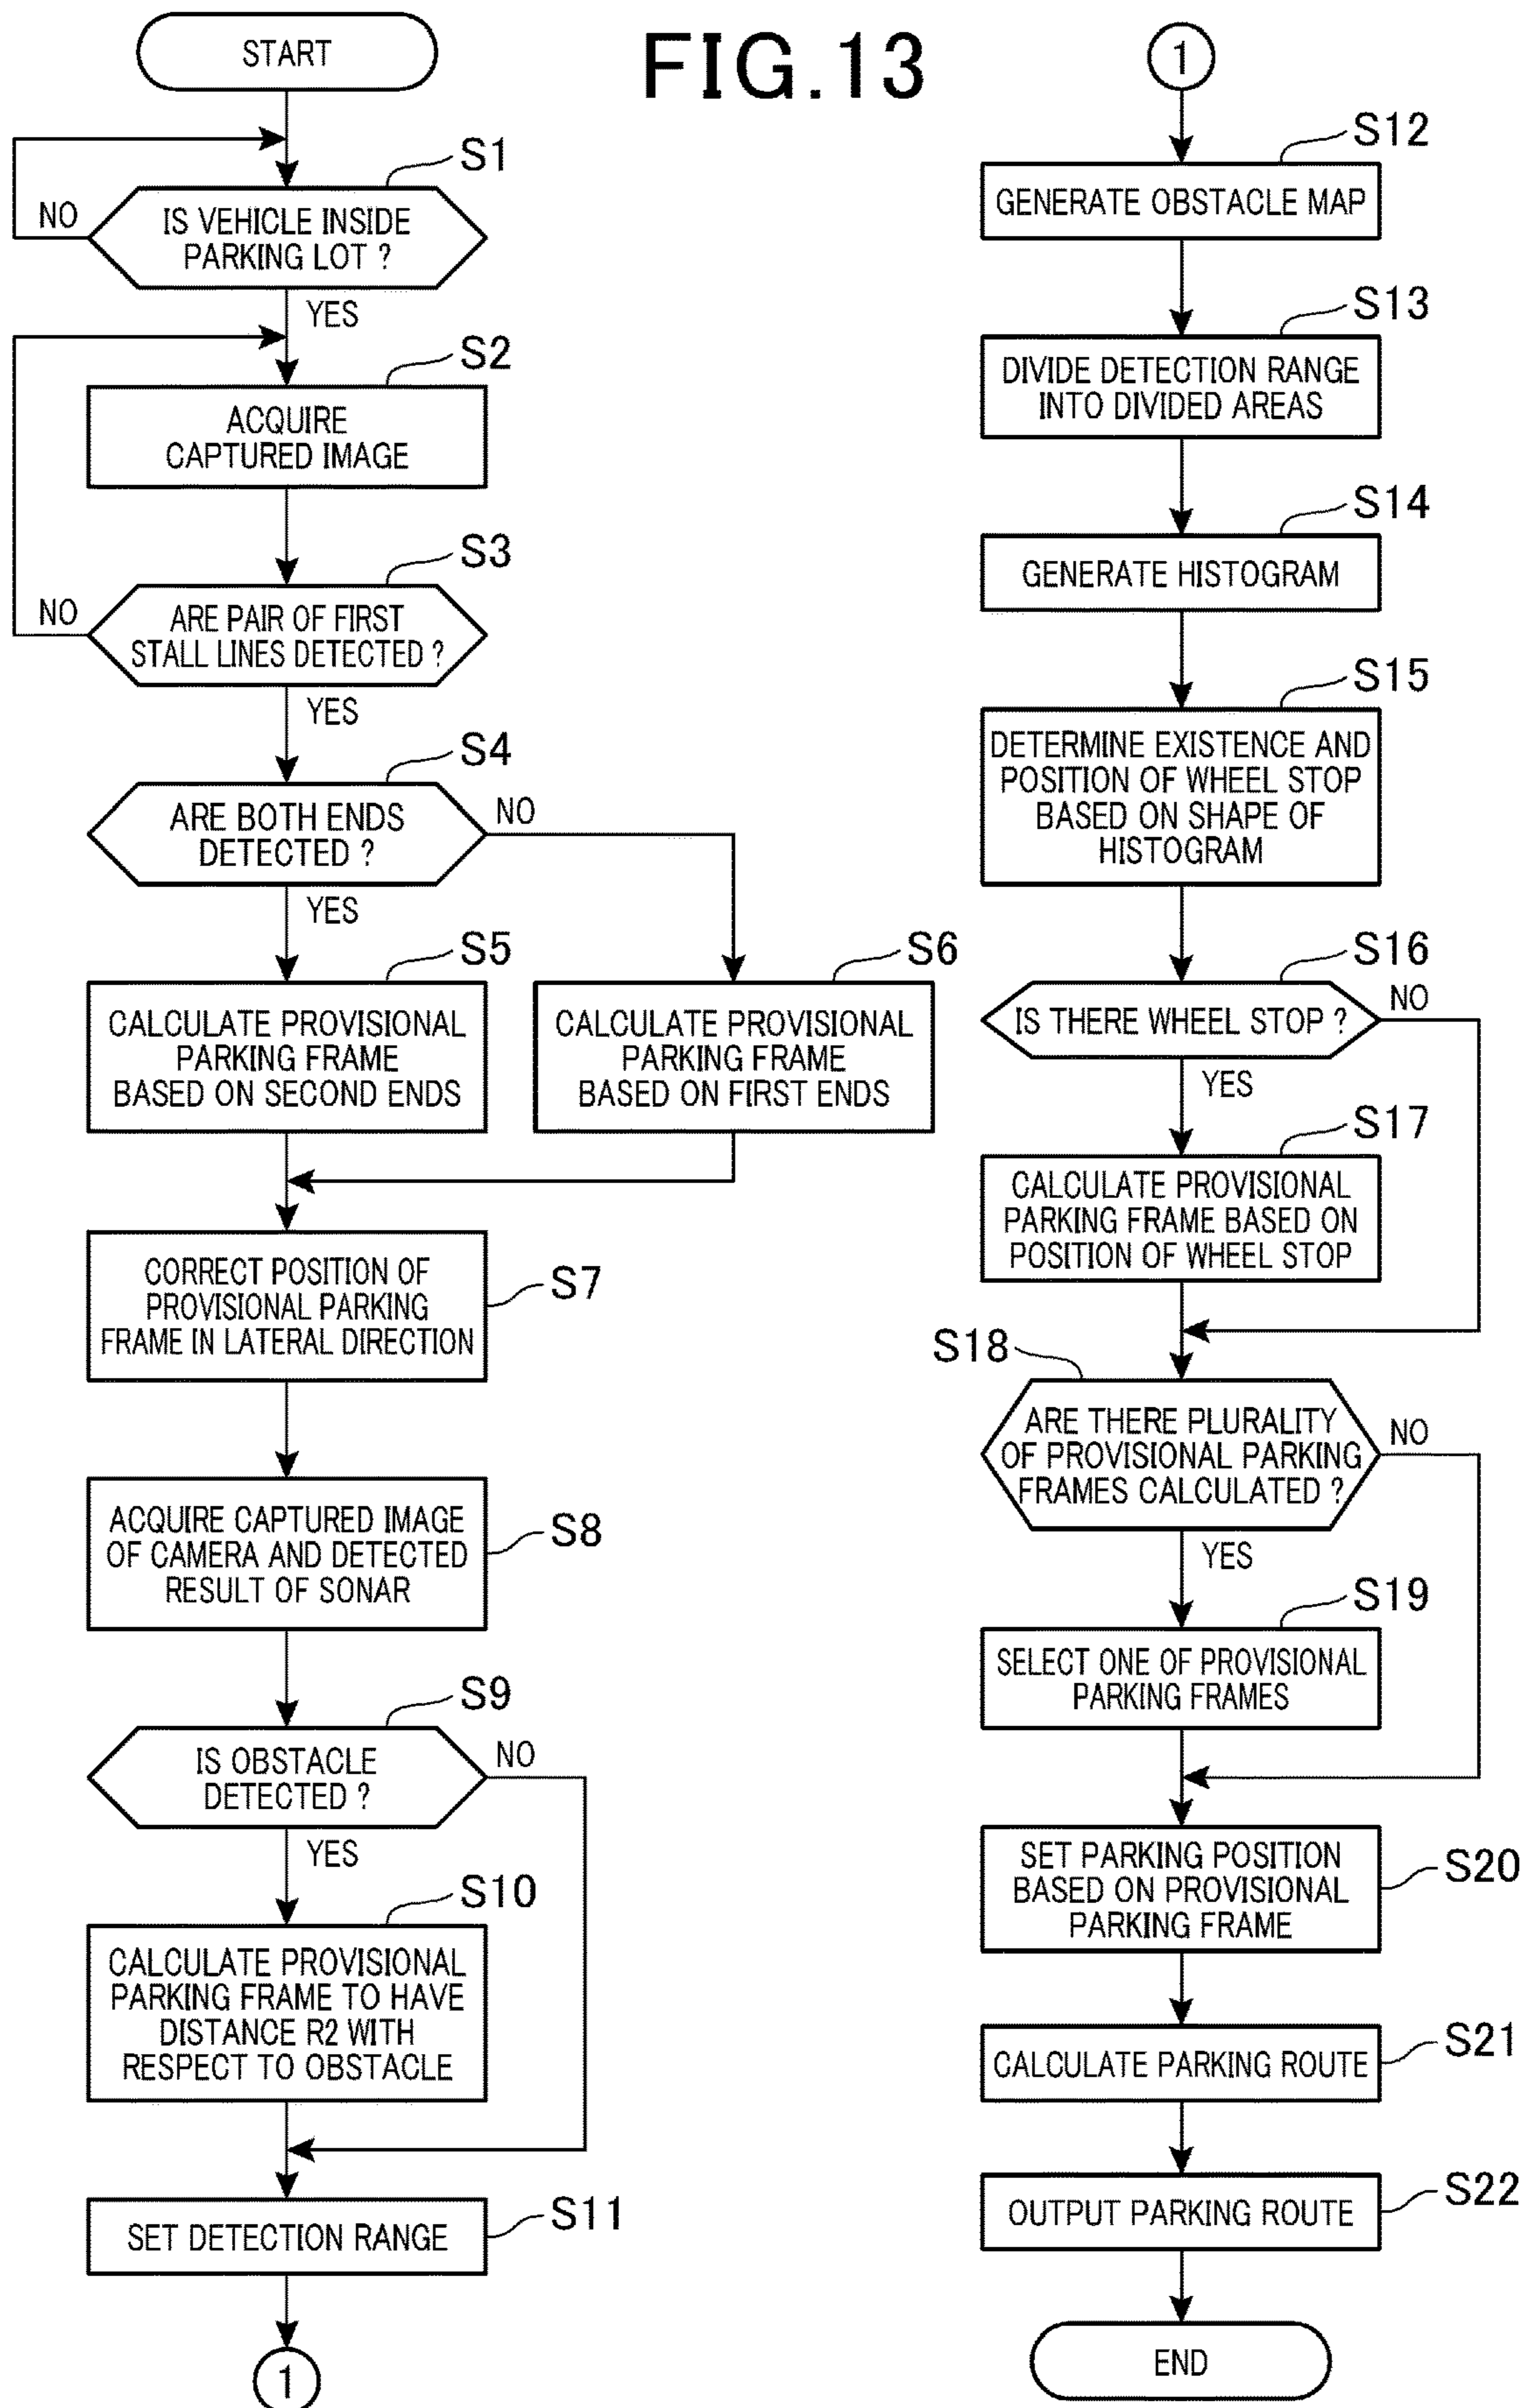 FIG.13
START
S1
IS VEHICLE INSIDE
PARKING LOT ?
NO
YES
S2
ACQUIRE
CAPTURED IMAGE
S3
ARE PAIR OF FIRST
STALL LINES DETECTED ?
NO
YES
S4
ARE BOTH ENDS
DETECTED ?
NO
YES
S5
CALCULATE PROVISIONAL
PARKING FRAME
BASED ON SECOND ENDS
S6
CALCULATE PROVISIONAL
PARKING FRAME
BASED ON FIRST ENDS
S7
CORRECT POSITION OF
PROVISIONAL PARKING
FRAME IN LATERAL DIRECTION
S8
ACQUIRE CAPTURED IMAGE
OF CAMERA AND DETECTED
RESULT OF SONAR
S9
IS OBSTACLE
DETECTED ?
NO
YES
S10
CALCULATE PROVISIONAL
PARKING FRAME TO HAVE
DISTANCE R2 WITH
RESPECT TO OBSTACLE
S11
SET DETECTION RANGE
1
1
S12
GENERATE OBSTACLE MAP
S13
DIVIDE DETECTION RANGE
INTO DIVIDED AREAS
S14
GENERATE HISTOGRAM
S15
DETERMINE EXISTENCE AND
POSITION OF WHEEL STOP
BASED ON SHAPE OF
HISTOGRAM
S16
IS THERE WHEEL STOP ?
NO
YES
S17
CALCULATE PROVISIONAL
PARKING FRAME BASED ON
POSITION OF WHEEL STOP
S18
ARE THERE PLURALITY
OF PROVISIONAL PARKING
FRAMES CALCULATED ?
NO
YES
S19
SELECT ONE OF PROVISIONAL
PARKING FRAMES
S20
SET PARKING POSITION
BASED ON PROVISIONAL
PARKING FRAME
S21
CALCULATE PARKING ROUTE
S22
OUTPUT PARKING ROUTE
END